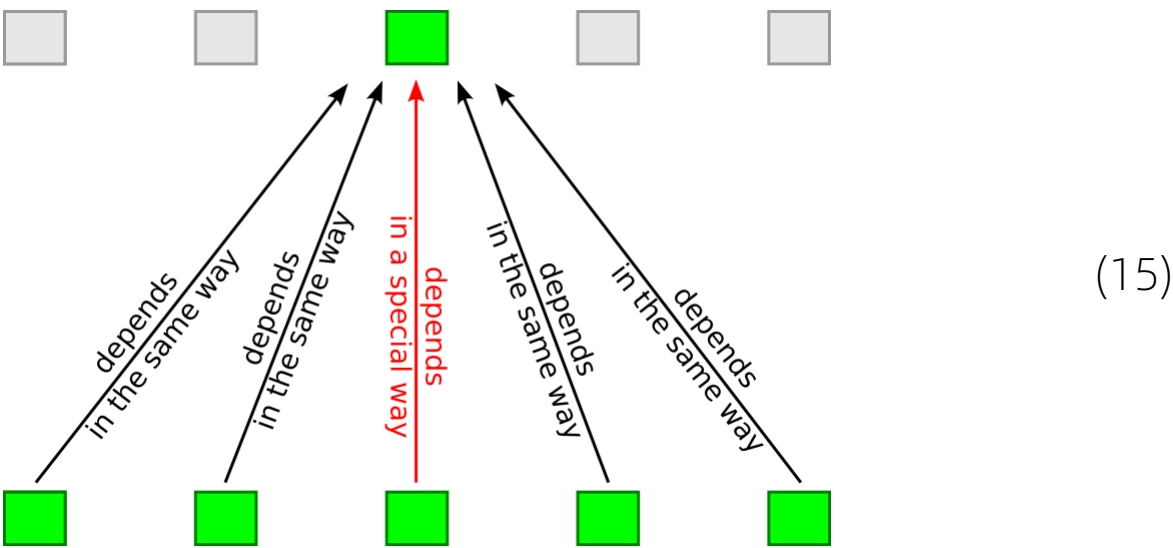 depends
in the same way
depends
in the same way
depends
in a special way
depends
in the same way
depends
in the same way
(15)